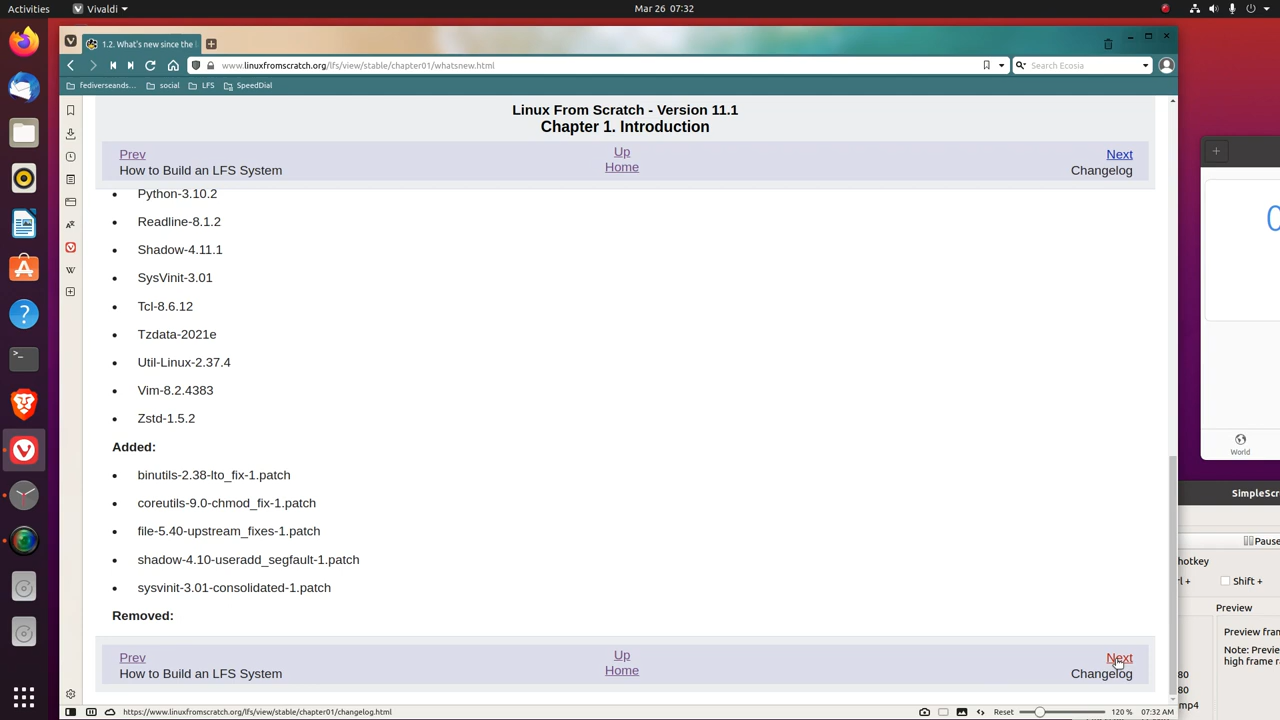 Activities
Vivaldi
Mar 26 07:32
1.2. What's new since the
www.linuxfromscratch.org/lfs/view/stable/chapter01/whatsnew.html
Search Ecosia
fediverseands...
social
LFS
SpeedDial
Linux From Scratch - Version 11.1
Chapter 1. Introduction
Prev
Up
Next
How to Build an LFS System
Home
Changelog
Python-3.10.2
Readline-8.1.2
Shadow-4.11.1
SysVinit-3.01
Tcl-8.6.12
Tzdata-2021e
Util-Linux-2.37.4
Vim-8.2.4383
Zstd-1.5.2
Added:
binutils-2.38-lto_fix-1.patch
coreutils-9.0-chmod_fix-1.patch
file-5.40-upstream_fixes-1.patch
shadow-4.10-useradd_segfault-1.patch
sysvinit-3.01-consolidated-1.patch
Removed:
Prev
Up
Next
How to Build an LFS System
Home
Changelog
https://www.linuxfromscratch.org/lfs/view/stable/chapter01/changelog.html
Reset
120 %
07:32 AM
0
World
SimpleScr
Pause
hotkey
rl +
Shift +
Preview
Preview fram
Note: Previe
high frame ra
80
80
mp4